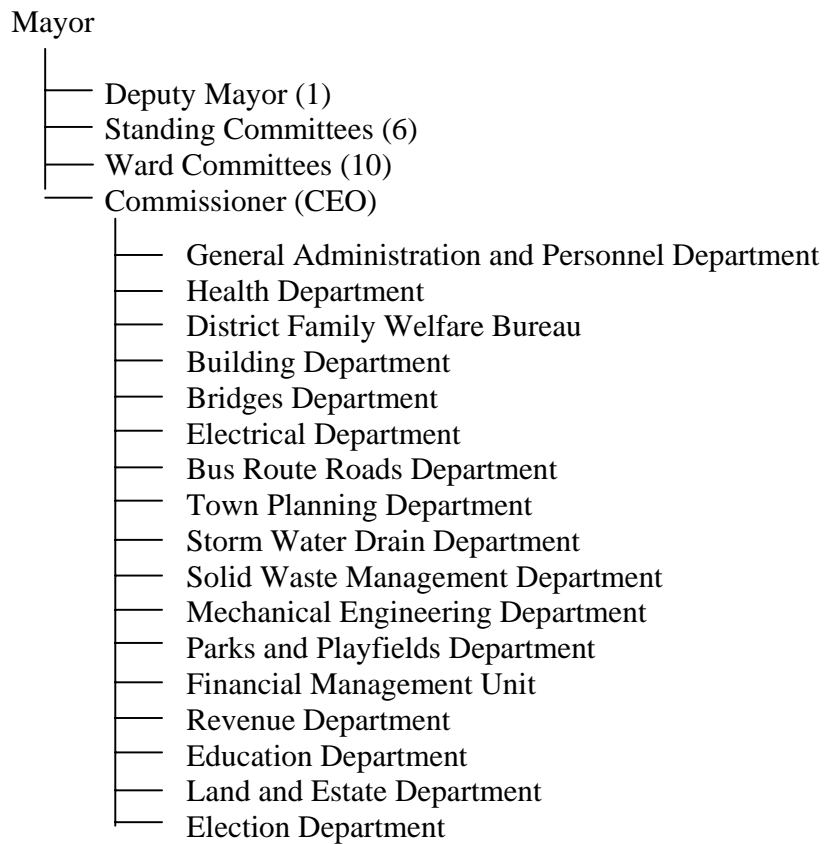 Mayor
Deputy Mayor (1)
Standing Committees (6)
Ward Committees (10)
Commissioner (CEO)
General Administration and Personnel Department
Health Department
District Family Welfare Bureau
Building Department
Bridges Department
Electrical Department
Bus Route Roads Department
Town Planning Department
Storm Water Drain Department
Solid Waste Management Department
Mechanical Engineering Department
Parks and Playfields Department
Financial Management Unit
Revenue Department
Education Department
Land and Estate Department
Election Department